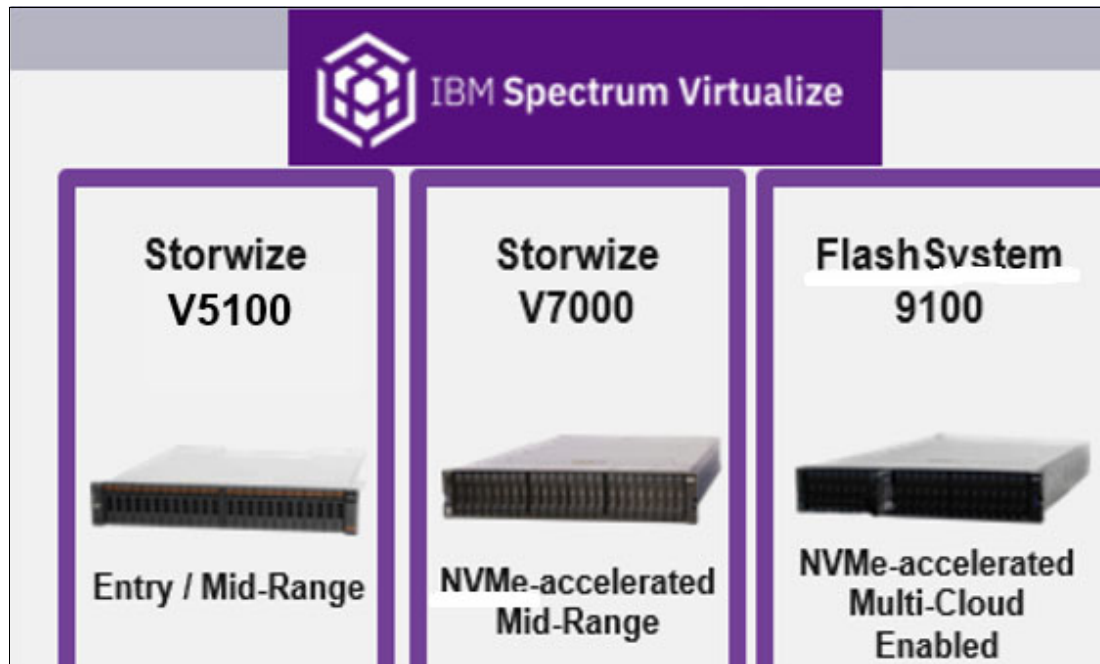 IBM Spectrum Virtualize
Storwize
V5100
Storwize
V7000
FlashSystem
9100
Entry / Mid-Range
NVMe-accelerated
Mid-Range
NVMe-accelerated
Multi-Cloud
Enabled